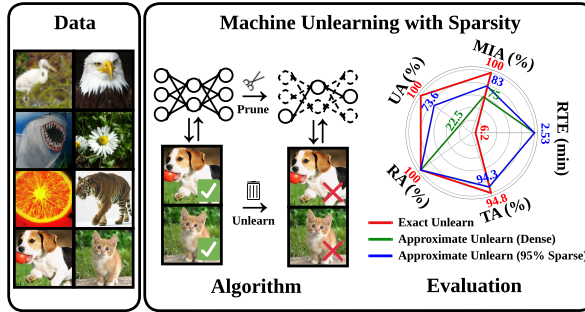 Data
Machine Unlearning with Sparsity
Prune
Unlearn
Algorithm
MIA (%)
100
83
75
UA (%)
100
73.6
22.5
RTE (min)
2.53
6.2
RA (%)
100
TA (%)
94.3
94.8
Exact Unlearn
Approximate Unlearn (Dense)
Approximate Unlearn (95% Sparse)
Evaluation